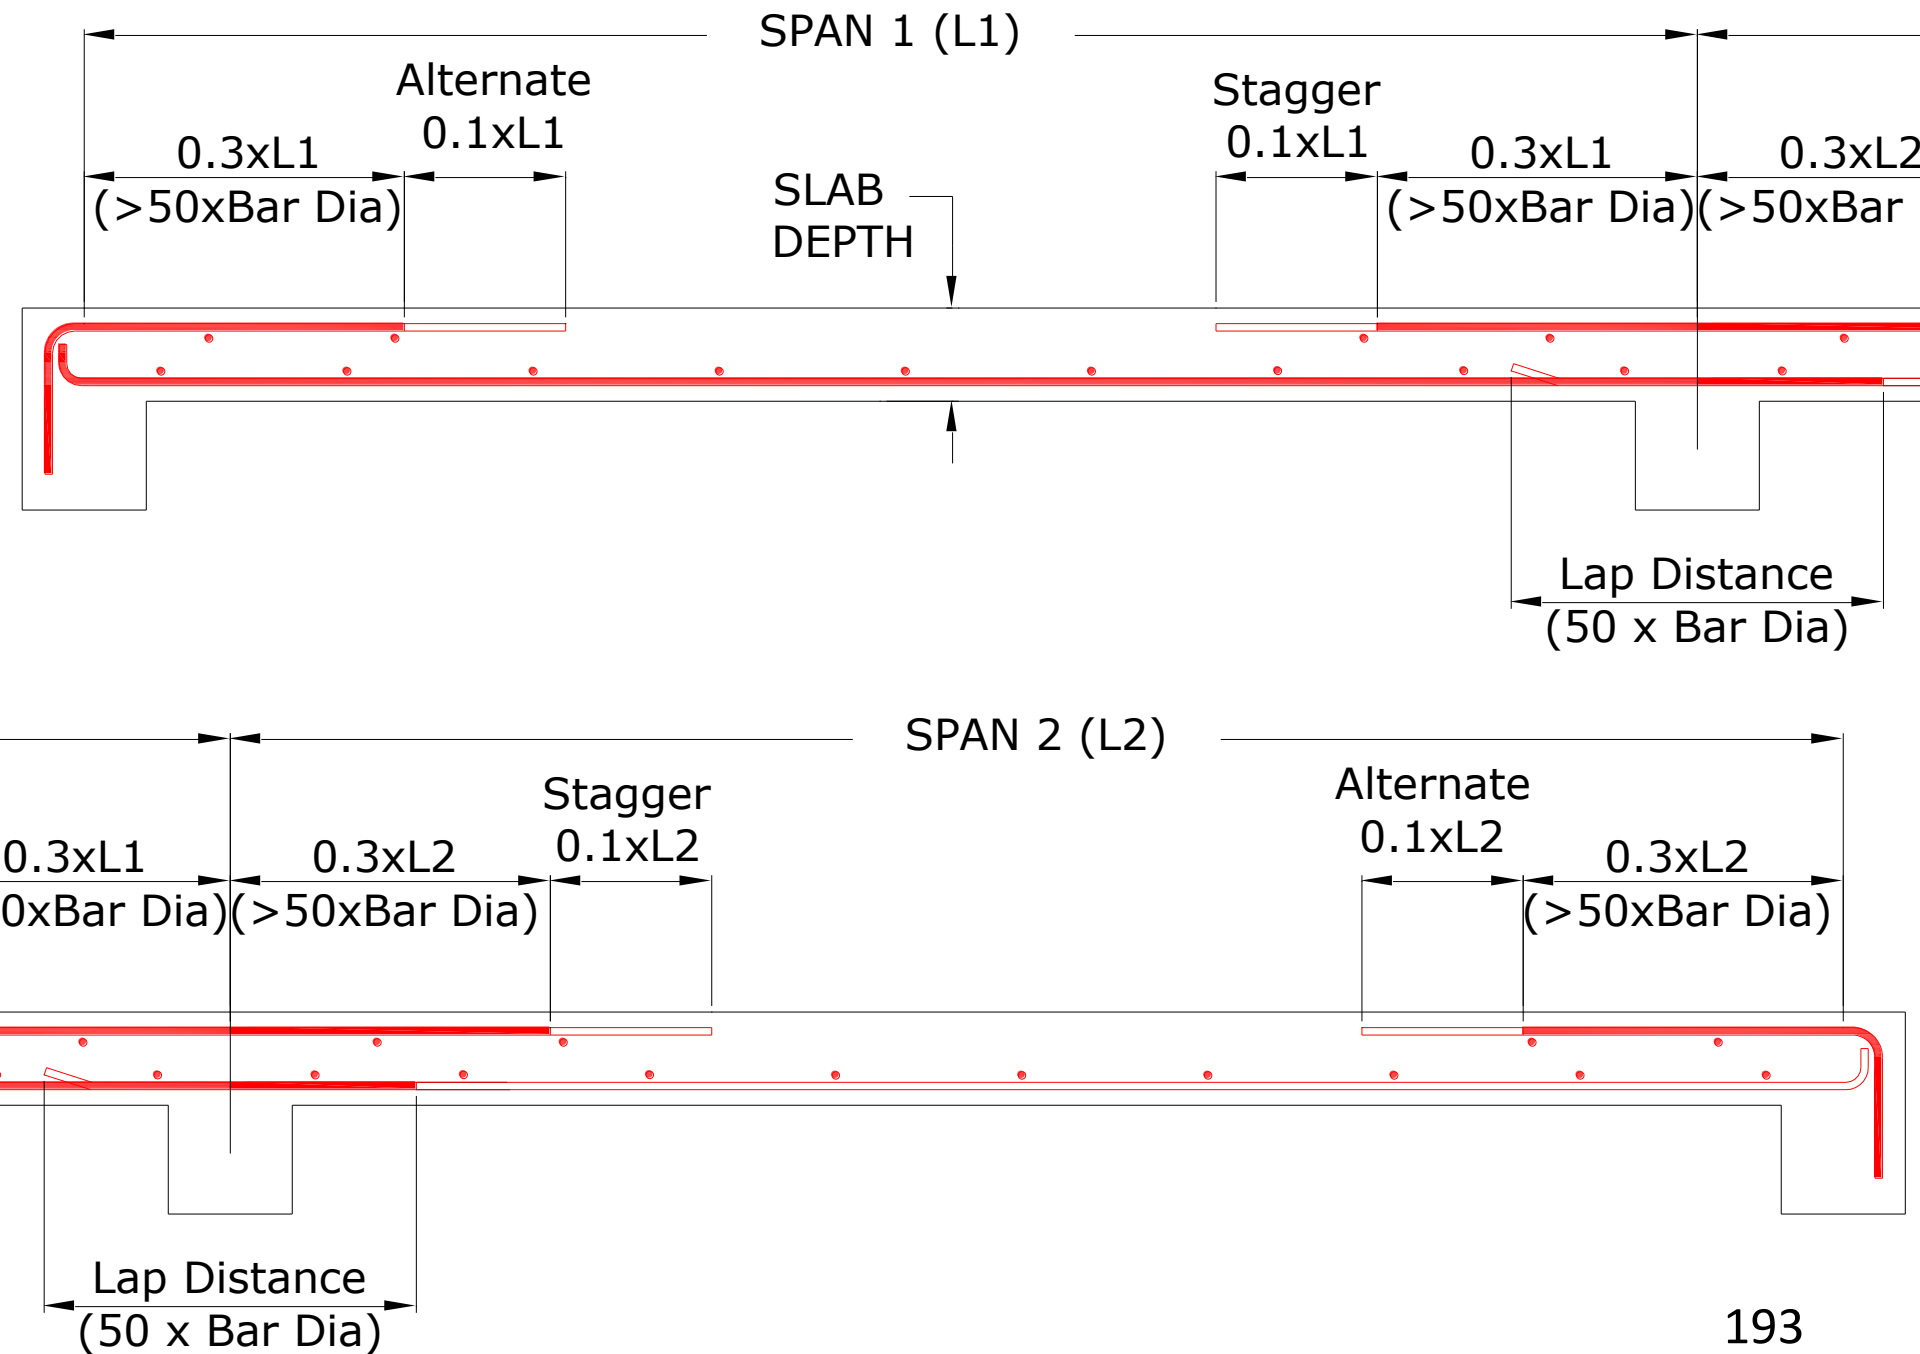 SPAN 1 (L1)
Alternate
0.1xL1
Stagger
0.1xL1
0.3xL1
(>50xBar Dia)
SLAB
DEPTH
0.3xL1
(>50xBar Dia)
0.3xL2
(>50xBar
Lap Distance
(50 x Bar Dia)
SPAN 2 (L2)
Stagger
0.1xL2
Alternate
0.1xL2
0.3xL1
0xBar Dia)
0.3xL2
(>50xBar Dia)
0.3xL2
(>50xBar Dia)
Lap Distance
(50 x Bar Dia)
193